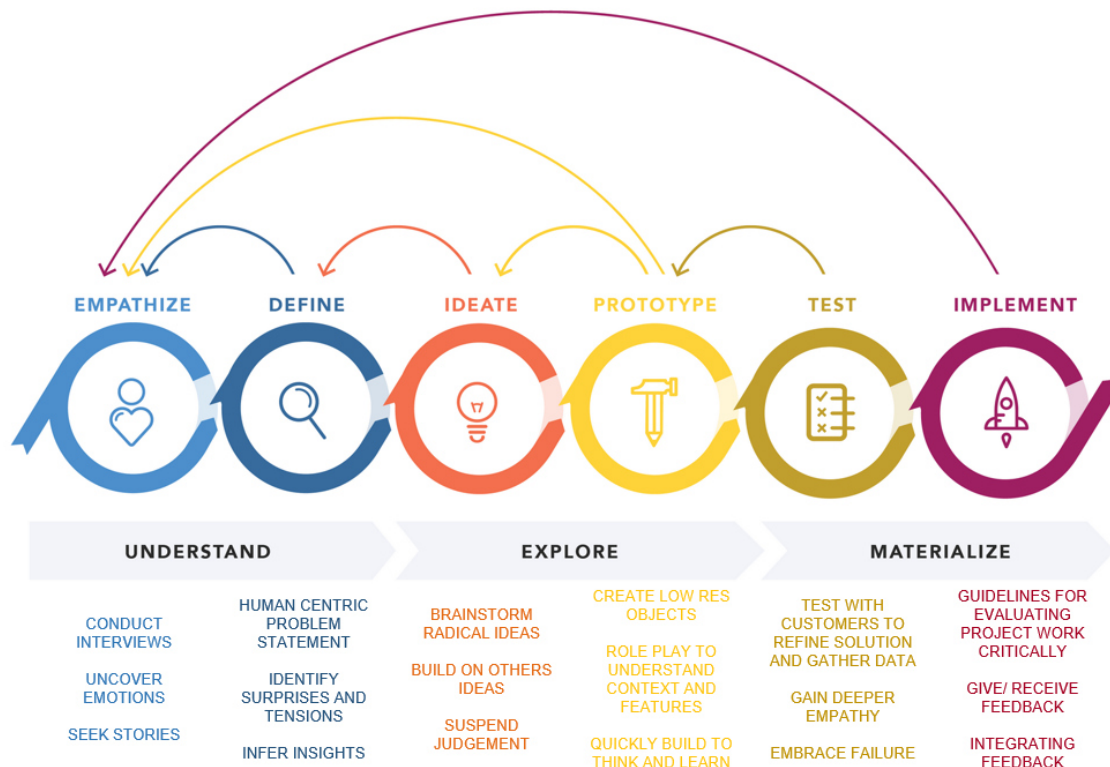 EMPATHIZE
DEFINE
IDEATE
PROTOTYPE
TEST
IMPLEMENT
UNDERSTAND
EXPLORE
MATERIALIZE
CONDUCT
INTERVIEWS
UNCOVER
EMOTIONS
SEEK STORIES
HUMAN CENTRIC
PROBLEM
STATEMENT
IDENTIFY
SURPRISES AND
TENSIONS
INFER INSIGHTS
BRAINSTORM
RADICAL IDEAS
BUILD ON OTHERS
IDEAS
SUSPEND
JUDGEMENT
CREATE LOW RES
OBJECTS
ROLE PLAY TO
UNDERSTAND
CONTEXT AND
FEATURES
QUICKLY BUILD TO
THINK AND LEARN
TEST WITH
CUSTOMERS TO
REFINE SOLUTION
AND GATHER DATA
GAIN DEEPER
EMPATHY
EMBRACE FAILURE
GUIDELINES FOR
EVALUATING
PROJECT WORK
CRITICALLY
GIVE/ RECEIVE
FEEDBACK
INTEGRATING
FEEDBACK